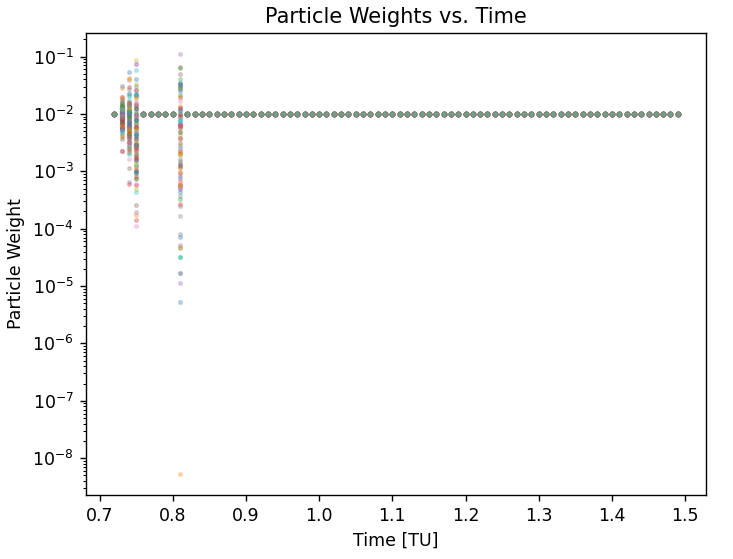 Particle Weights vs. Time
Particle Weight
10⁻¹
10⁻²
10⁻³
10⁻⁴
10⁻⁵
10⁻⁶
10⁻⁷
10⁻⁸
0.7 0.8 0.9 1.0 1.1 1.2 1.3 1.4 1.5
Time [TU]